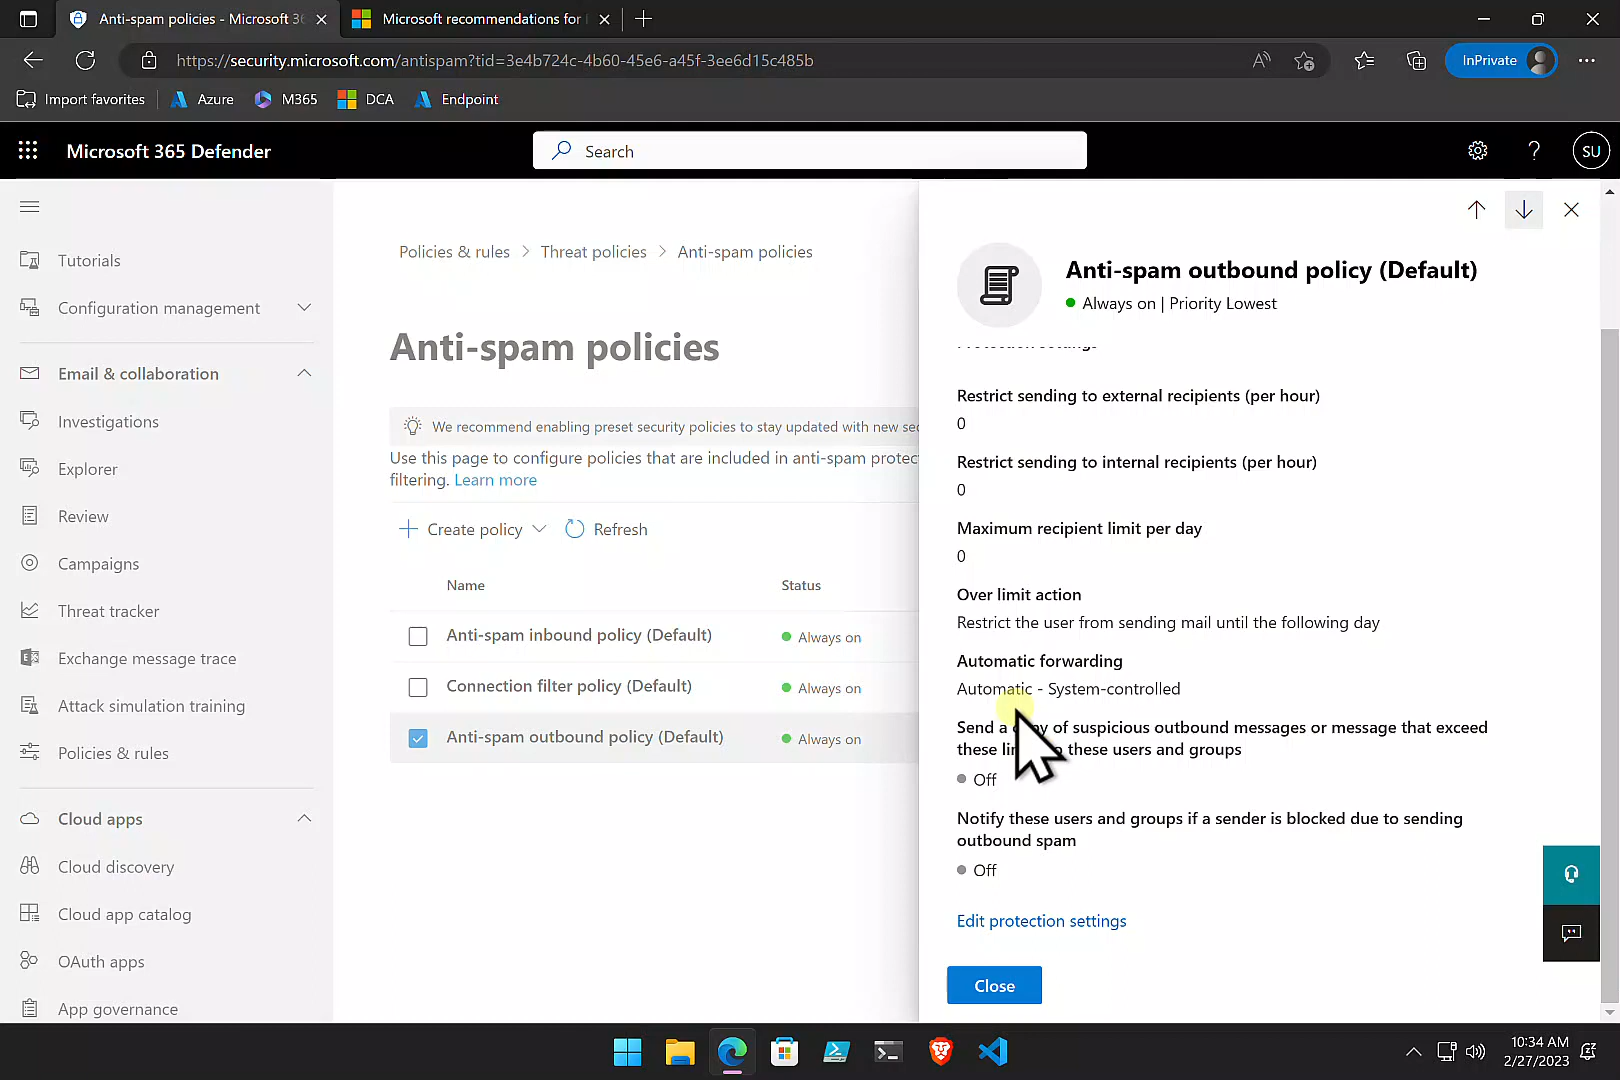 Anti-spam policies - Microsoft 36
Microsoft recommendations for
https://security.microsoft.com/antispam?tid=3e4b724c-4b60-45e6-a45f-3ee6d15c485b
InPrivate
Import favorites
Azure
M365
DCA
Endpoint
Microsoft 365 Defender
Search
SU
Tutorials
Configuration management
Email & collaboration
Investigations
Explorer
Review
Campaigns
Threat tracker
Exchange message trace
Attack simulation training
Policies & rules
Cloud apps
Cloud discovery
Cloud app catalog
OAuth apps
App governance
Policies & rules > Threat policies > Anti-spam policies
Anti-spam policies
We recommend enabling preset security policies to stay updated with new sec
Use this page to configure policies that are included in anti-spam protec
filtering. Learn more
Create policy
Refresh
Name Status
Anti-spam inbound policy (Default) Always on
Connection filter policy (Default) Always on
Anti-spam outbound policy (Default) Always on
Anti-spam outbound policy (Default)
Always on | Priority Lowest
Protection settings
Restrict sending to external recipients (per hour)
0
Restrict sending to internal recipients (per hour)
0
Maximum recipient limit per day
0
Over limit action
Restrict the user from sending mail until the following day
Automatic forwarding
Automatic - System-controlled
Send a copy of suspicious outbound messages or message that exceed
these these users and groups
Off
Notify these users and groups if a sender is blocked due to sending
outbound spam
Off
Edit protection settings
Close
10:34 AM
2/27/2023